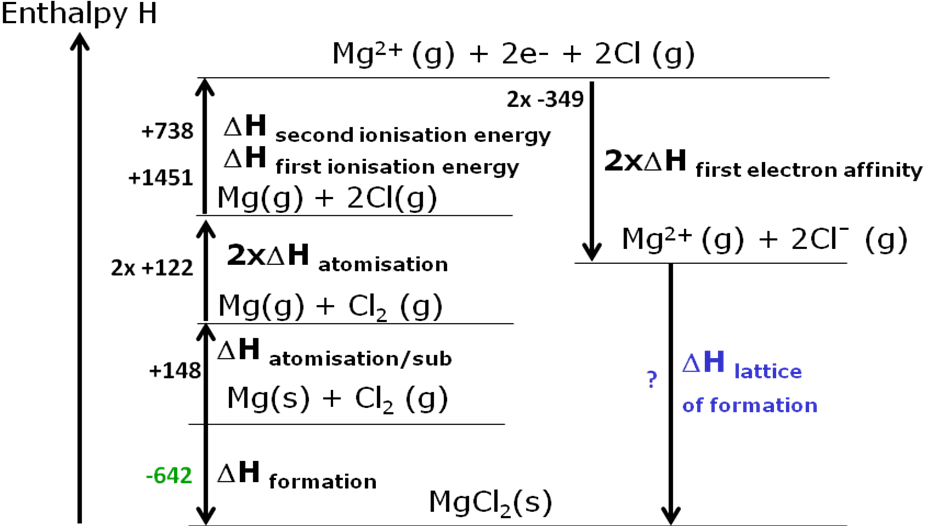 Enthalpy H
Mg²⁺ (g) + 2e- + 2Cl (g)
2x -349
+738
ΔH second ionisation energy
ΔH first ionisation energy
+1451
Mg(g) + 2Cl(g)
2xΔH first electron affinity
Mg²⁺ (g) + 2Cl⁻ (g)
2x +122
2xΔH atomisation
Mg(g) + Cl₂ (g)
+148
ΔH atomisation/sub
Mg(s) + Cl₂ (g)
?
ΔH lattice
of formation
-642
ΔH formation
MgCl₂(s)